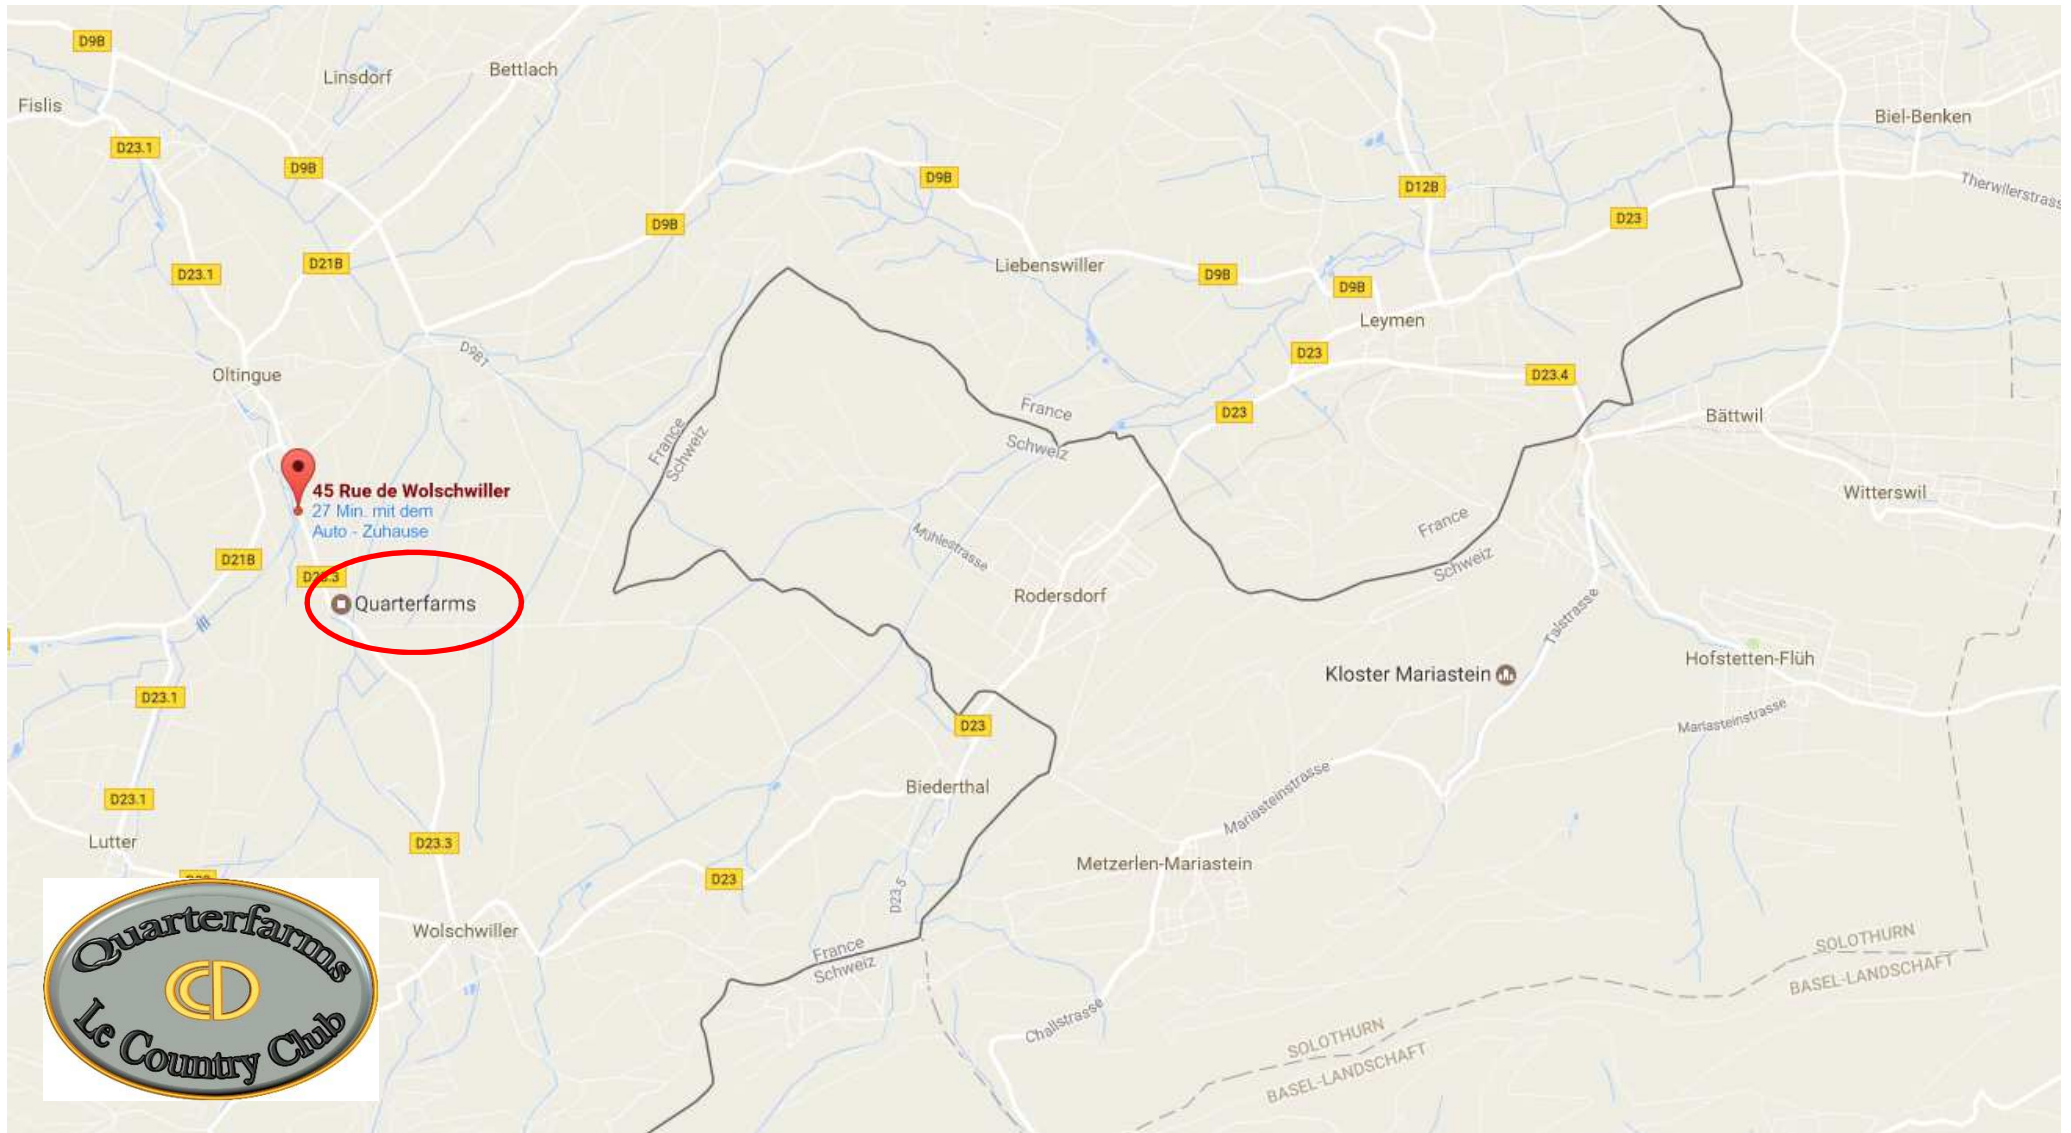 D9B
Linsdorf
Bettlach
Fislis
D23.1
D9B
Biel-Benken
D9B
D12B
Therwilerstrass
D9B
D23
D23.1
D21B
Liebenswiller
D9B
D9B
Leymen
D9B1
D23
Oltingue
D23.4
France
Schweiz
France
Schweiz
D23
Bättwil
45 Rue de Wolschwiller
27 Min. mit dem
Auto - Zuhause
Witterswil
France
Schweiz
Mühlestrasse
D21B
D23.3
Quarterfarms
Rodersdorf
Talstrasse
Hofstetten-Flüh
Kloster Mariastein
D23.1
D23
Mariasteinstrasse
Biederthal
D23.1
Mariasteinstrasse
Lutter
D23.3
Metzerlen-Mariastein
D23
D23.5
Wolschwiller
France
Schweiz
SOLOTHURN
BASEL-LANDSCHAFT
Challstrasse
SOLOTHURN
BASEL-LANDSCHAFT
Quarterfarms
CD
Le Country Club